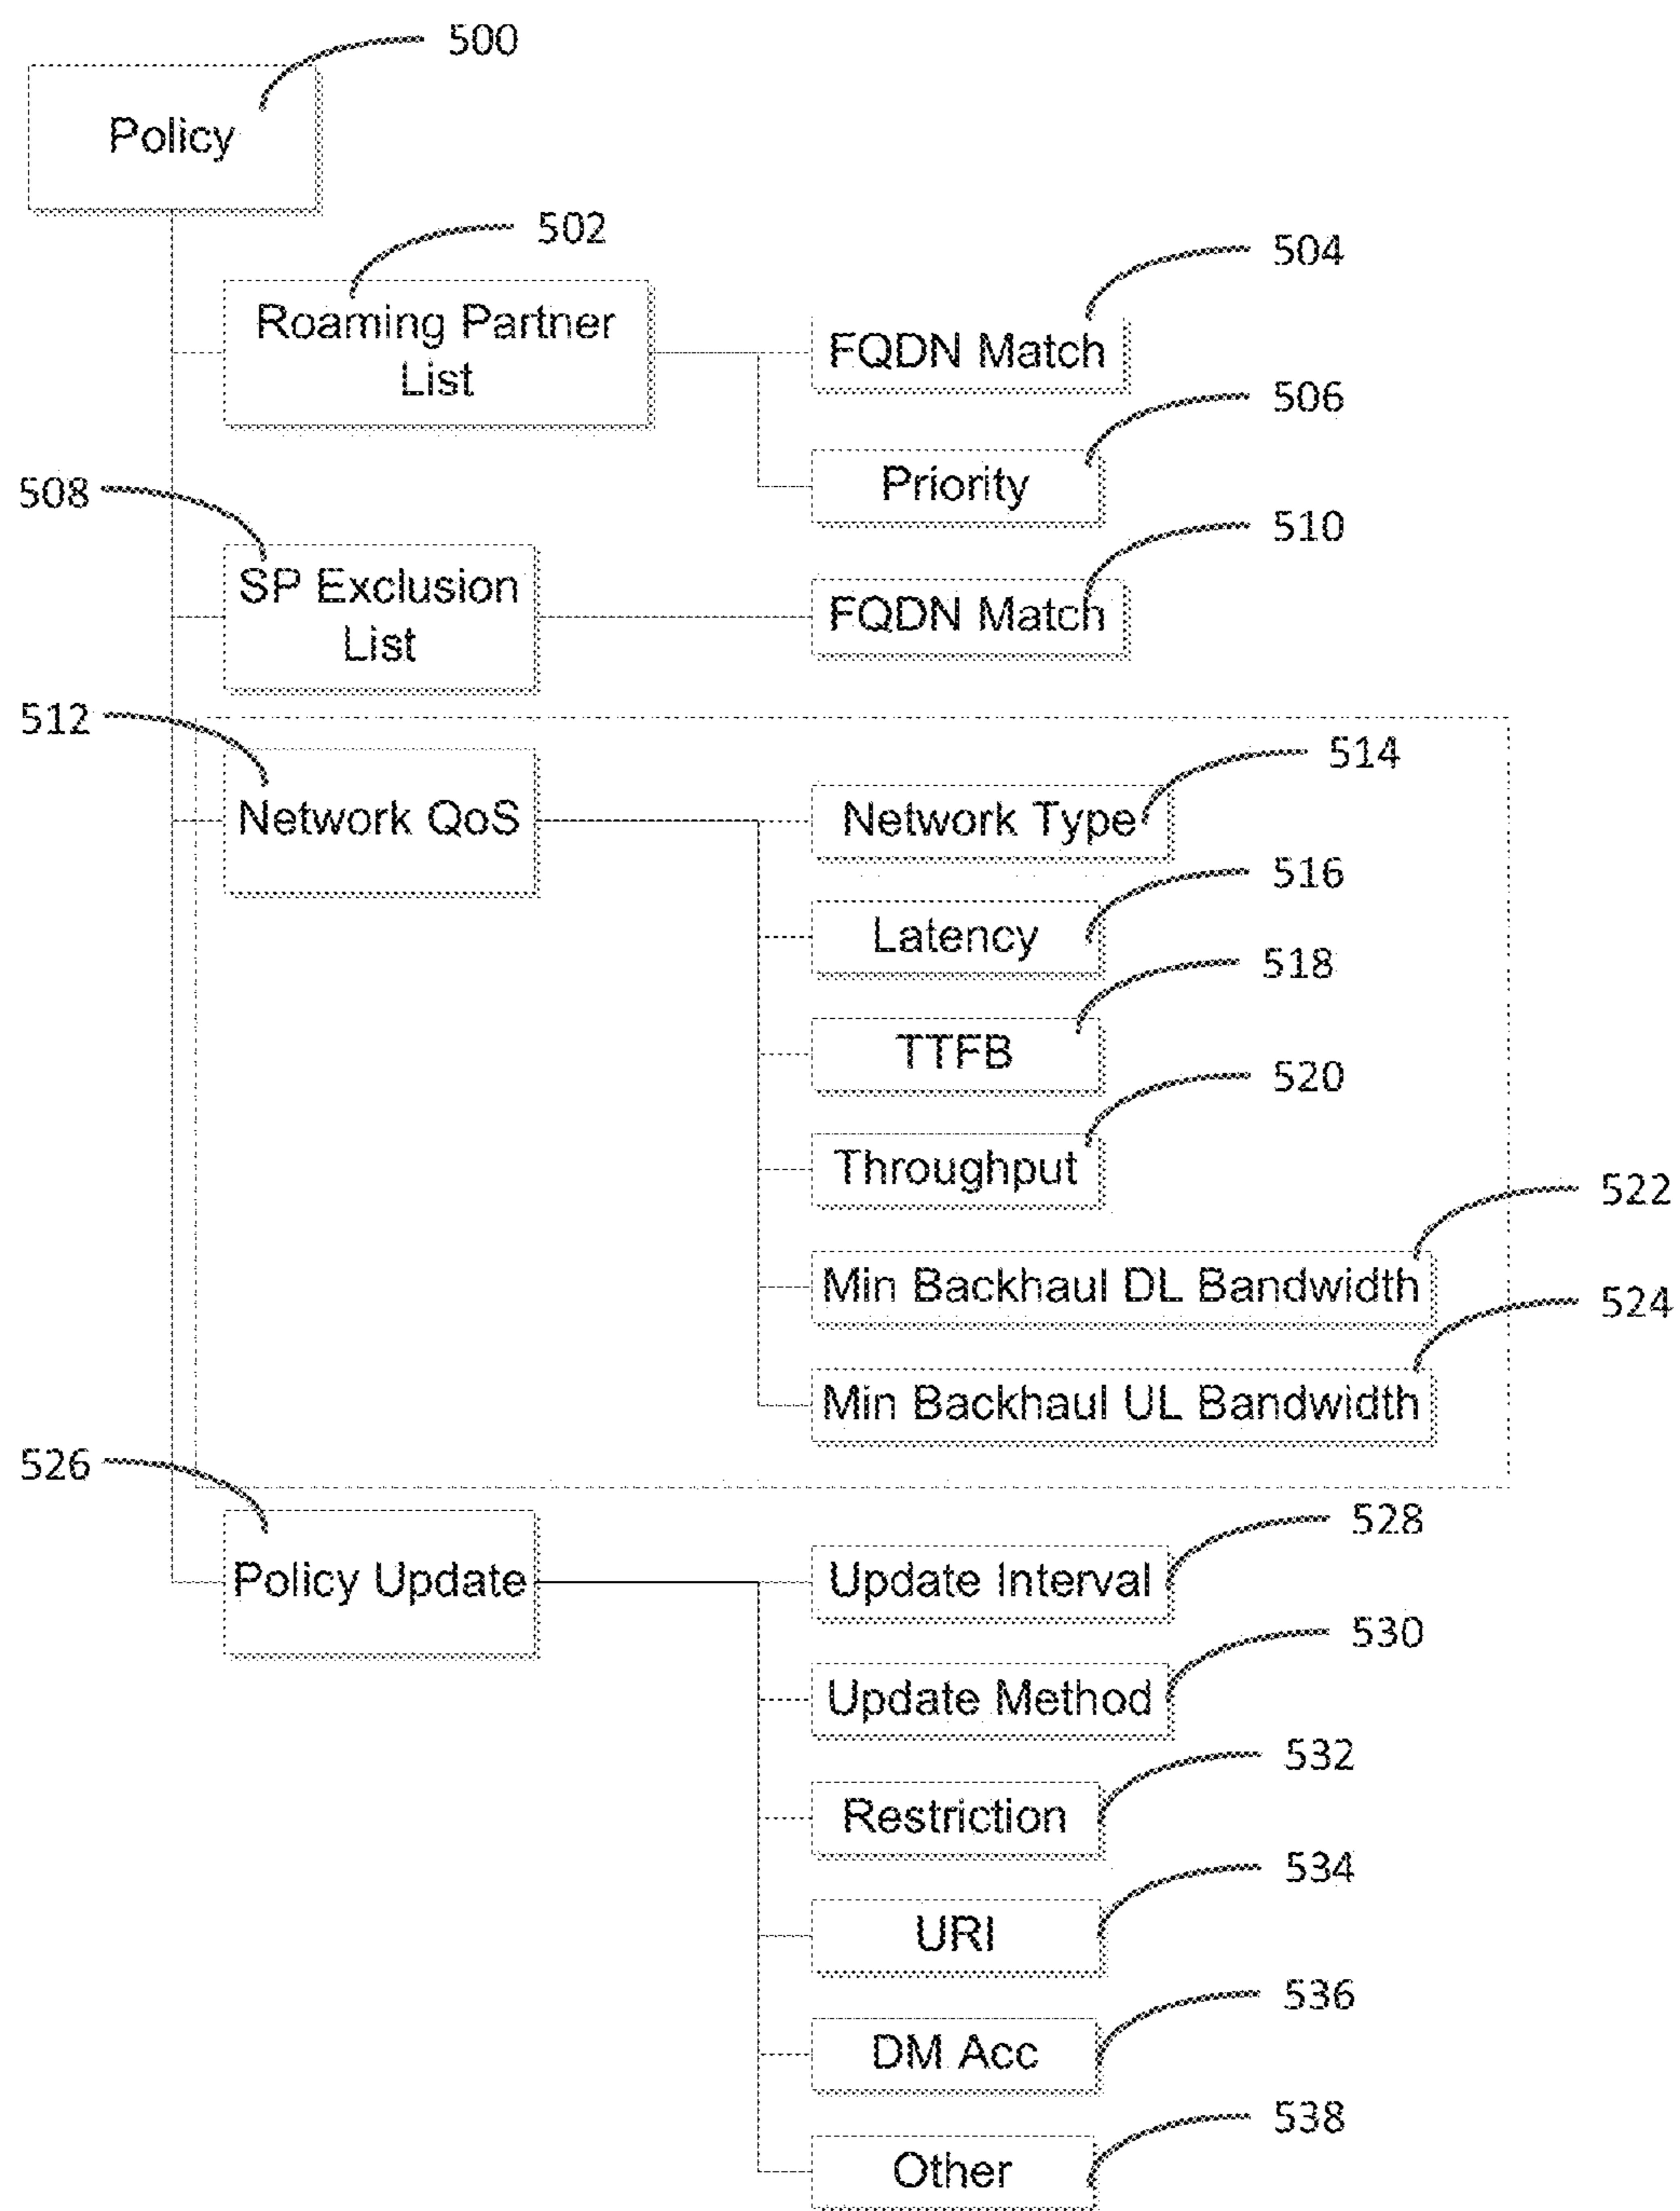 500
Policy
502
504
Roaming Partner
List
FQDN Match
506
Priority
508
510
SP Exclusion
List
FQDN Match
512
514
Network QoS
Network Type
516
Latency
518
TTFB
520
Throughput
522
Min Backhaul DL Bandwidth
524
Min Backhaul UL Bandwidth
526
528
Policy Update
Update Interval
530
Update Method
532
Restriction
534
URI
536
DM Acc
538
Other